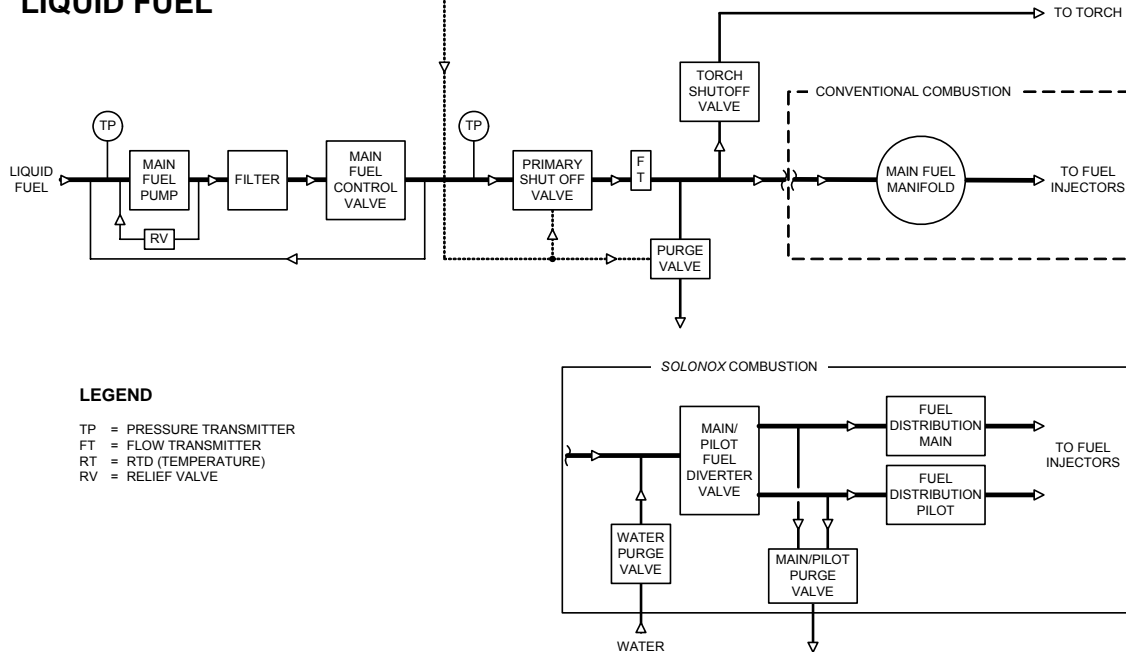 LIQUID FUEL
TO TORCH
TORCH
SHUTOFF
VALVE
CONVENTIONAL COMBUSTION
TP
TP
LIQUID
FUEL
MAIN
FUEL
PUMP
FILTER
MAIN
FUEL
CONTROL
VALVE
PRIMARY
SHUT OFF
VALVE
F
T
MAIN FUEL
MANIFOLD
TO FUEL
INJECTORS
RV
PURGE
VALVE
SOLONOX COMBUSTION
LEGEND
TP = PRESSURE TRANSMITTER
FT = FLOW TRANSMITTER
RT = RTD (TEMPERATURE)
RV = RELIEF VALVE
MAIN/
PILOT
FUEL
DIVERTER
VALVE
FUEL
DISTRIBUTION
MAIN
TO FUEL
INJECTORS
FUEL
DISTRIBUTION
PILOT
WATER
PURGE
VALVE
MAIN/PILOT
PURGE
VALVE
WATER